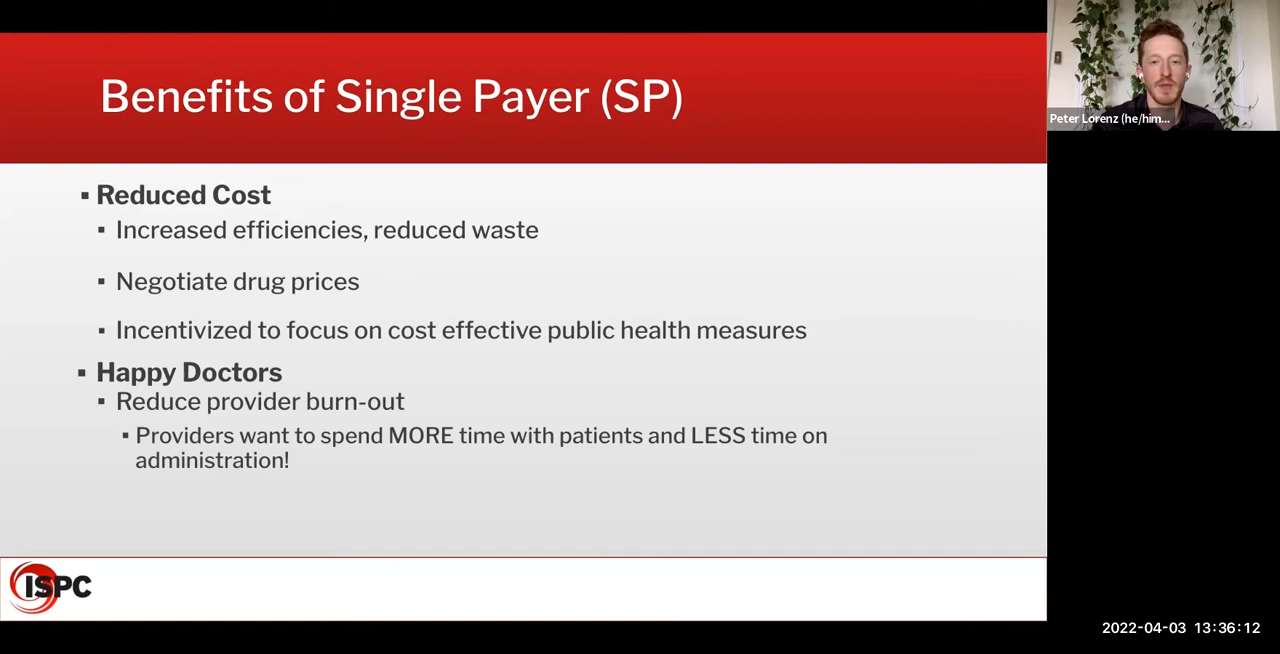 Benefits of Single Payer (SP)
Peter Lorenz (he/him...
▪ Reduced Cost
▪ Increased efficiencies, reduced waste
▪ Negotiate drug prices
▪ Incentivized to focus on cost effective public health measures
▪ Happy Doctors
▪ Reduce provider burn-out
▪ Providers want to spend MORE time with patients and LESS time on
administration!
ISPC
2022-04-03 13:36:12